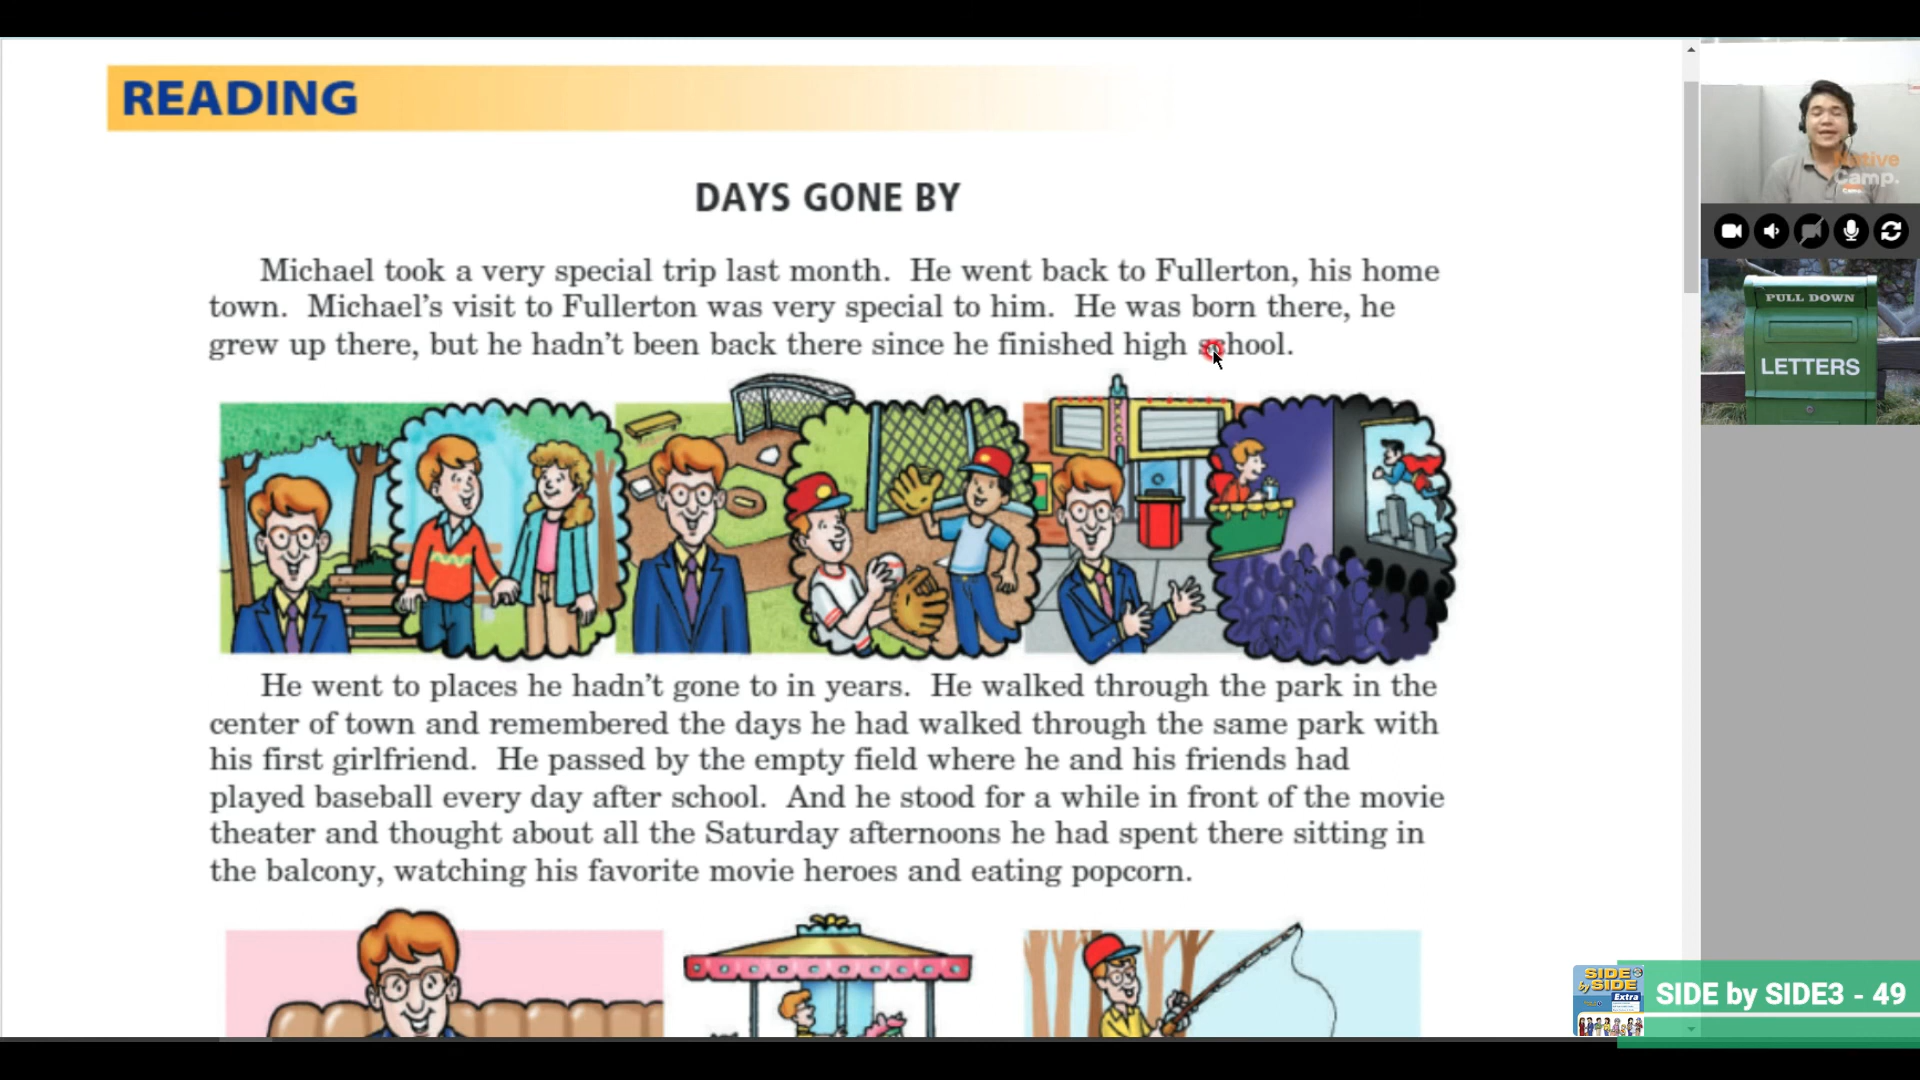 READING
DAYS GONE BY
Michael took a very special trip last month. He went back to Fullerton, his home
town. Michael's visit to Fullerton was very special to him. He was born there, he
grew up there, but he hadn't been back there since he finished high school.
He went to places he hadn't gone to in years. He walked through the park in the
center of town and remembered the days he had walked through the same park with
his first girlfriend. He passed by the empty field where he and his friends had
played baseball every day after school. And he stood for a while in front of the movie
theater and thought about all the Saturday afternoons he had spent there sitting in
the balcony, watching his favorite movie heroes and eating popcorn.
Native
Camp.
PULL DOWN
LETTERS
SIDE
by SIDE
Extra
SIDE by SIDE3 - 49